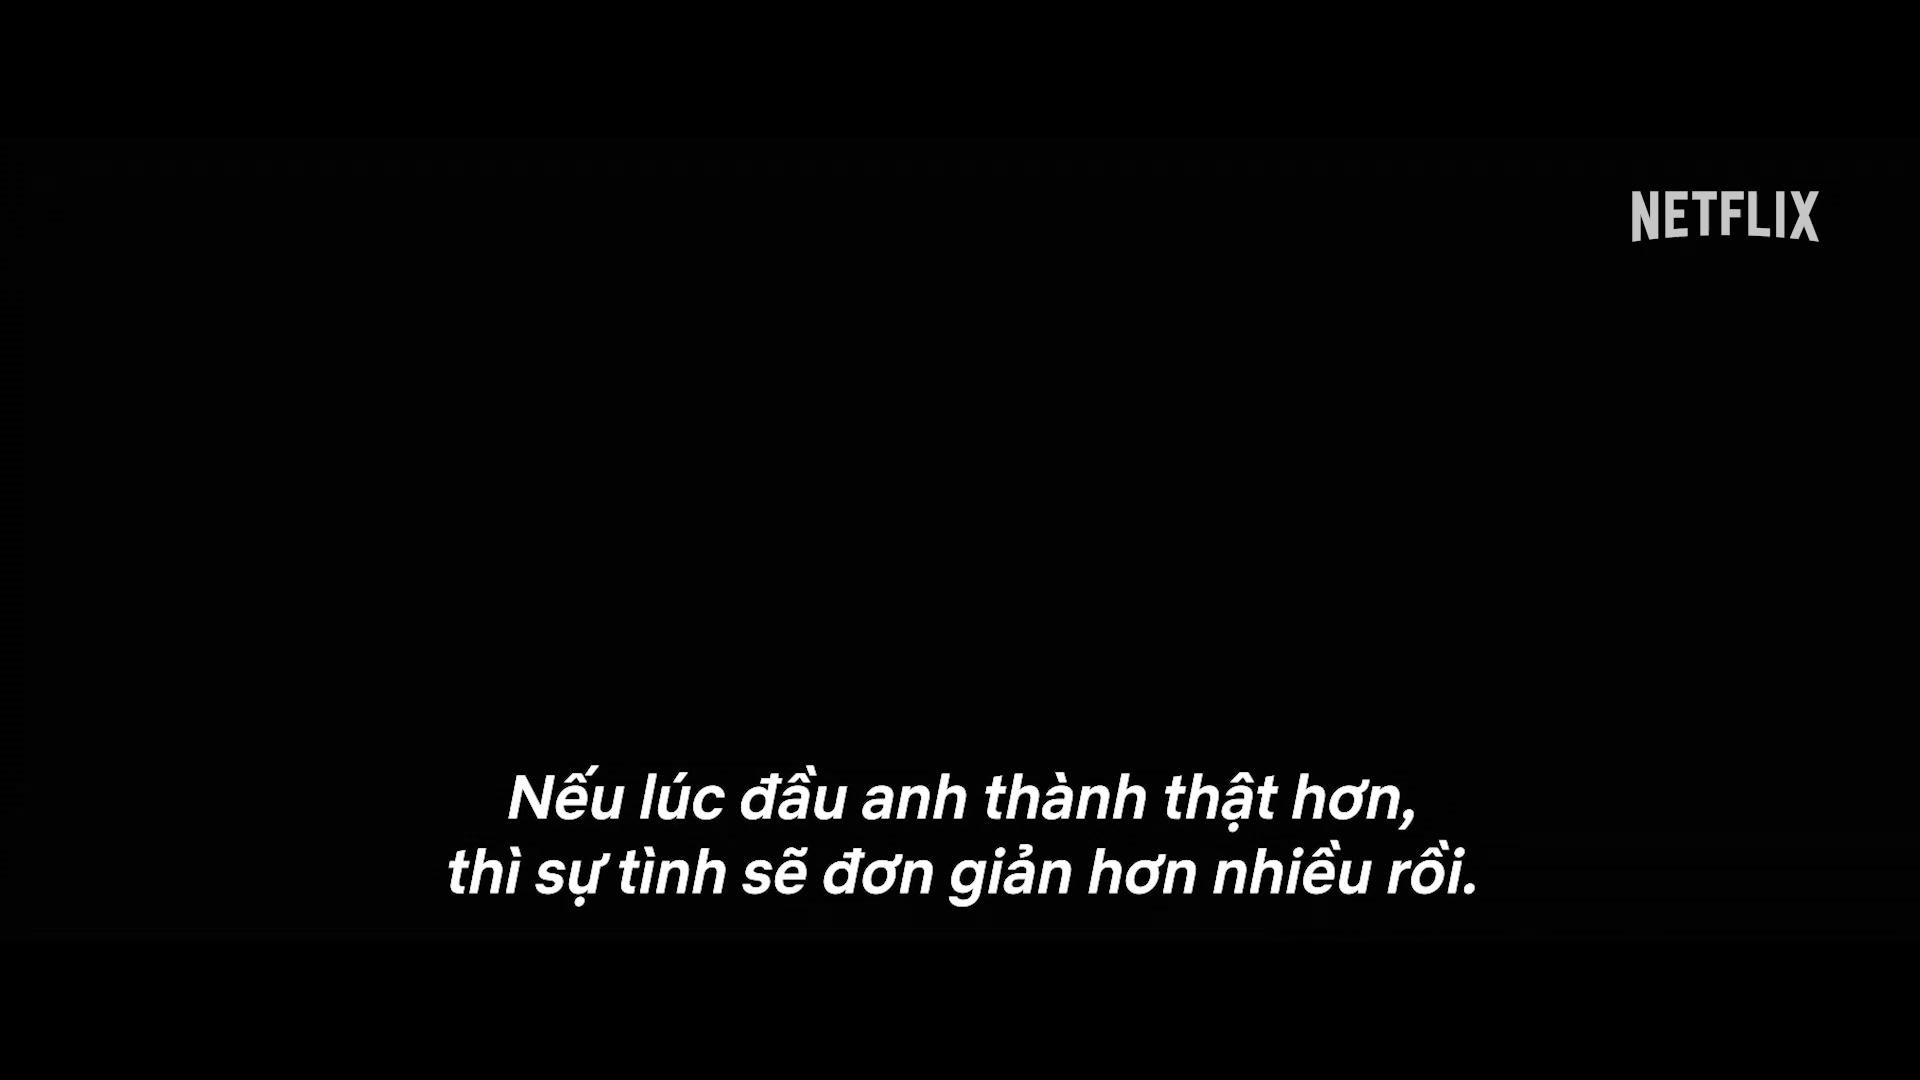 NETFLIX
Nếu lúc đầu anh thành thật hơn,
thì sự tình sẽ đơn giản hơn nhiều rồi.